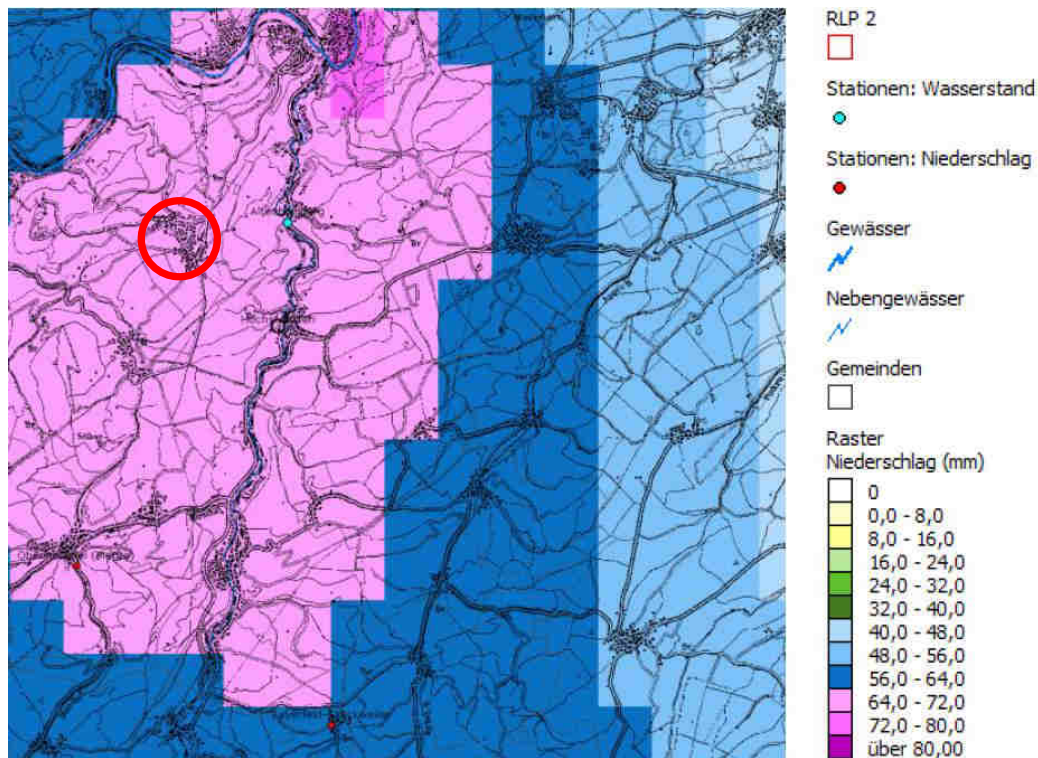 RLP 2
Stationen: Wasserstand
Stationen: Niederschlag
Gewässer
Nebengewässer
Gemeinden
Raster
Niederschlag (mm)
0
0,0 - 8,0
8,0 - 16,0
16,0 - 24,0
24,0 - 32,0
32,0 - 40,0
40,0 - 48,0
48,0 - 56,0
56,0 - 64,0
64,0 - 72,0
72,0 - 80,0
über 80,00